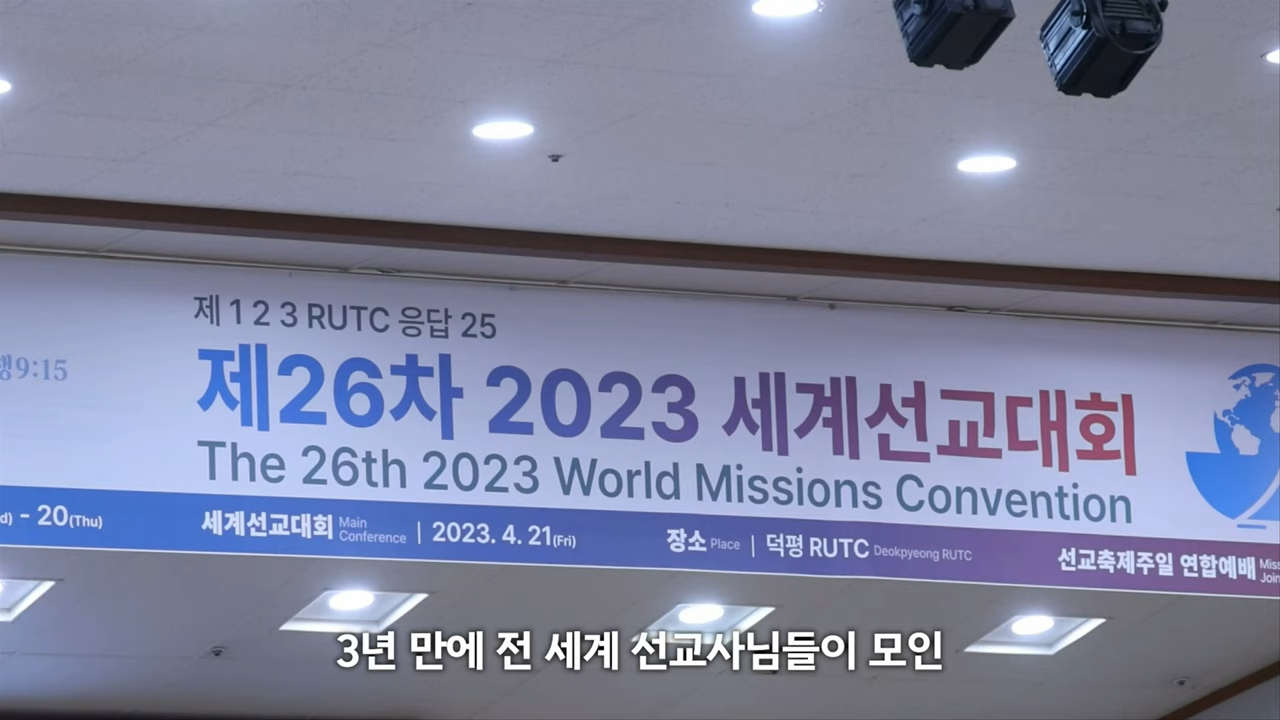 제 1 2 3 RUTC 응답 25
9:15
제26차 2023 세계선교대회
The 26th 2023 World Missions Convention
- 20(Thu) 세계선교대회 Main Conference | 2023. 4. 21(Fri) 장소 Place | 덕평 RUTC Deokpyeong RUTC 선교축제주일 연합예배
3년 만에 전 세계 선교사님들이 모인